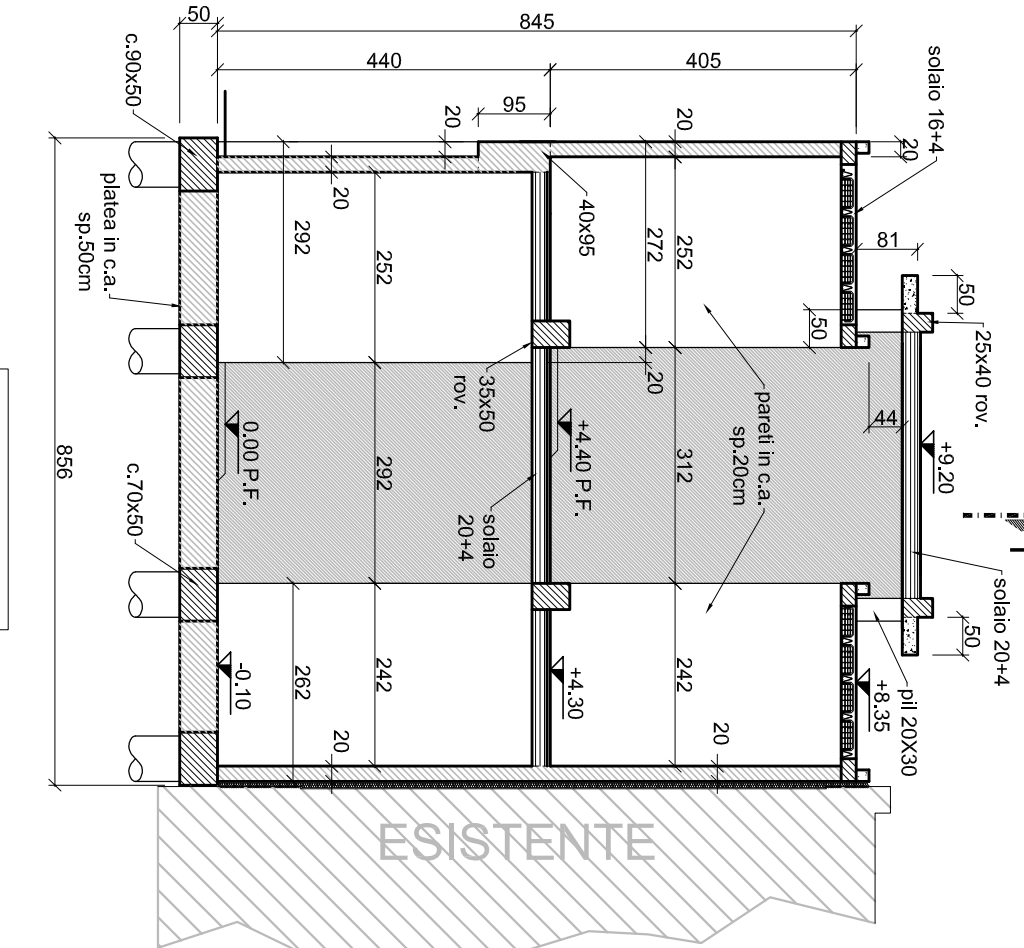 50
845
440
405
95
20
20
20
c.90x50
solaio 16+4
platea in c.a.
sp.50cm
20
292
252
40x95
272
252
81
50
50
25x40 rov.
35x50
rov.
20
pareti in c.a.
sp.20cm
44
0.00 P.F.
+4.40 P.F.
+9.20
856
c.70x50
292
solaio
20+4
312
solaio 20+4
50
-0.10
262
242
+4.30
242
+8.35
pil 20X30
20
20
ESISTENTE